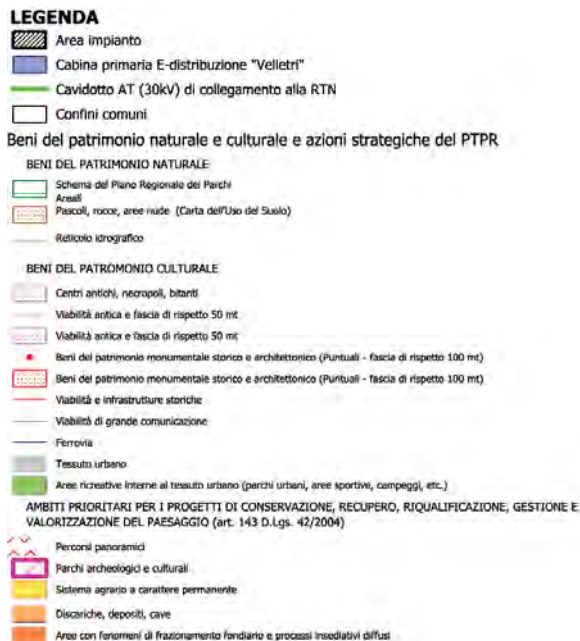 LEGENDA
Area impianto
Cabina primaria E-distribuzione "Velletri"
Cavidotto AT (30kV) di collegamento alla RTN
Confini comuni
Beni del patrimonio naturale e culturale e azioni strategiche del PTPR
BENI DEL PATRIMONIO NATURALE
Schema del Piano Regionale dei Parchi
Areali
Pascoli, rocce, aree nude (Carta dell'Uso del Suolo)
Reticolo idrografico
BENI DEL PATROMONIO CULTURALE
Centri antichi, necropoli, bitanti
Viabilità antica e fascia di rispetto 50 mt
Viabilità antica e fascia di rispetto 50 mt
Beni del patrimonio monumentale storico e architettonico (Puntuali - fascia di rispetto 100 mt)
Beni del patrimonio monumentale storico e architettonico (Puntuali - fascia di rispetto 100 mt)
Viabilità e infrastrutture storiche
Viabilità di grande comunicazione
Ferrovia
Tessuto urbano
Aree ricreative interne al tessuto urbano (parchi urbani, aree sportive, campeggi, etc.)
AMBITI PRIORITARI PER I PROGETTI DI CONSERVAZIONE, RECUPERO, RIQUALIFICAZIONE, GESTIONE E
VALORIZZAZIONE DEL PAESAGGIO (art. 143 D.Lgs. 42/2004)
Percorsi panoramici
Parchi archeologici e culturali
Sistema agrario a carattere permanente
Discariche, depositi, cave
Aree con fenomeni di frazionamento fondiario e processi insediativi diffusi